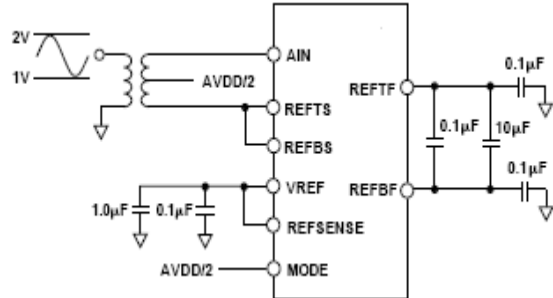 2V
1V
AIN
AVDD/2
REFTS
REFBS
VREF
1.0µF
0.1µF
REFSENSE
AVDD/2
MODE
REFTF
0.1µF
0.1µF
10µF
0.1µF
REFBF